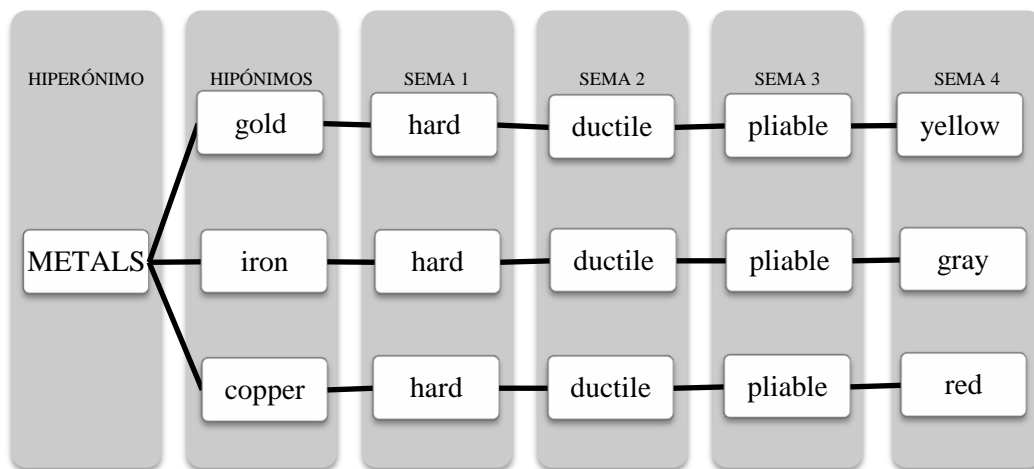 HIPERÓNIMO HIPÓNIMOS SEMA 1 SEMA 2 SEMA 3 SEMA 4
gold hard ductile pliable yellow
METALS iron hard ductile pliable gray
copper hard ductile pliable red